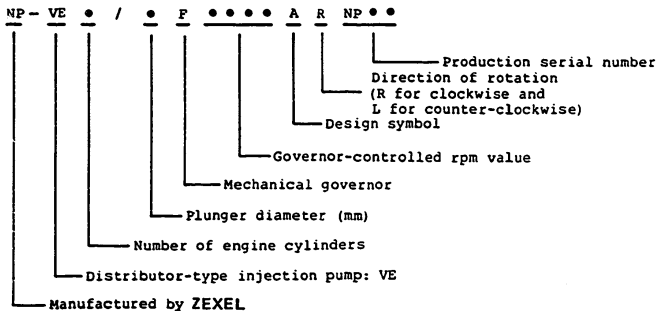 NP- VE ● / ● F ●●●● A R NP●●
Production serial number
Direction of rotation
(R for clockwise and
L for counter-clockwise)
Design symbol
Governor-controlled rpm value
Mechanical governor
Plunger diameter (mm)
Number of engine cylinders
Distributor-type injection pump: VE
Manufactured by ZEXEL